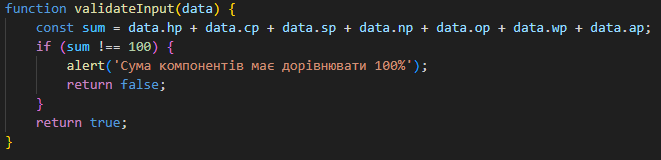 function validateInput(data) {
    const sum = data.hp + data.cp + data.sp + data.np + data.op + data.wp + data.ap;
    if (sum !== 100) {
        alert('Сума компонентів має дорівнювати 100%');
        return false;
    }
    return true;
}